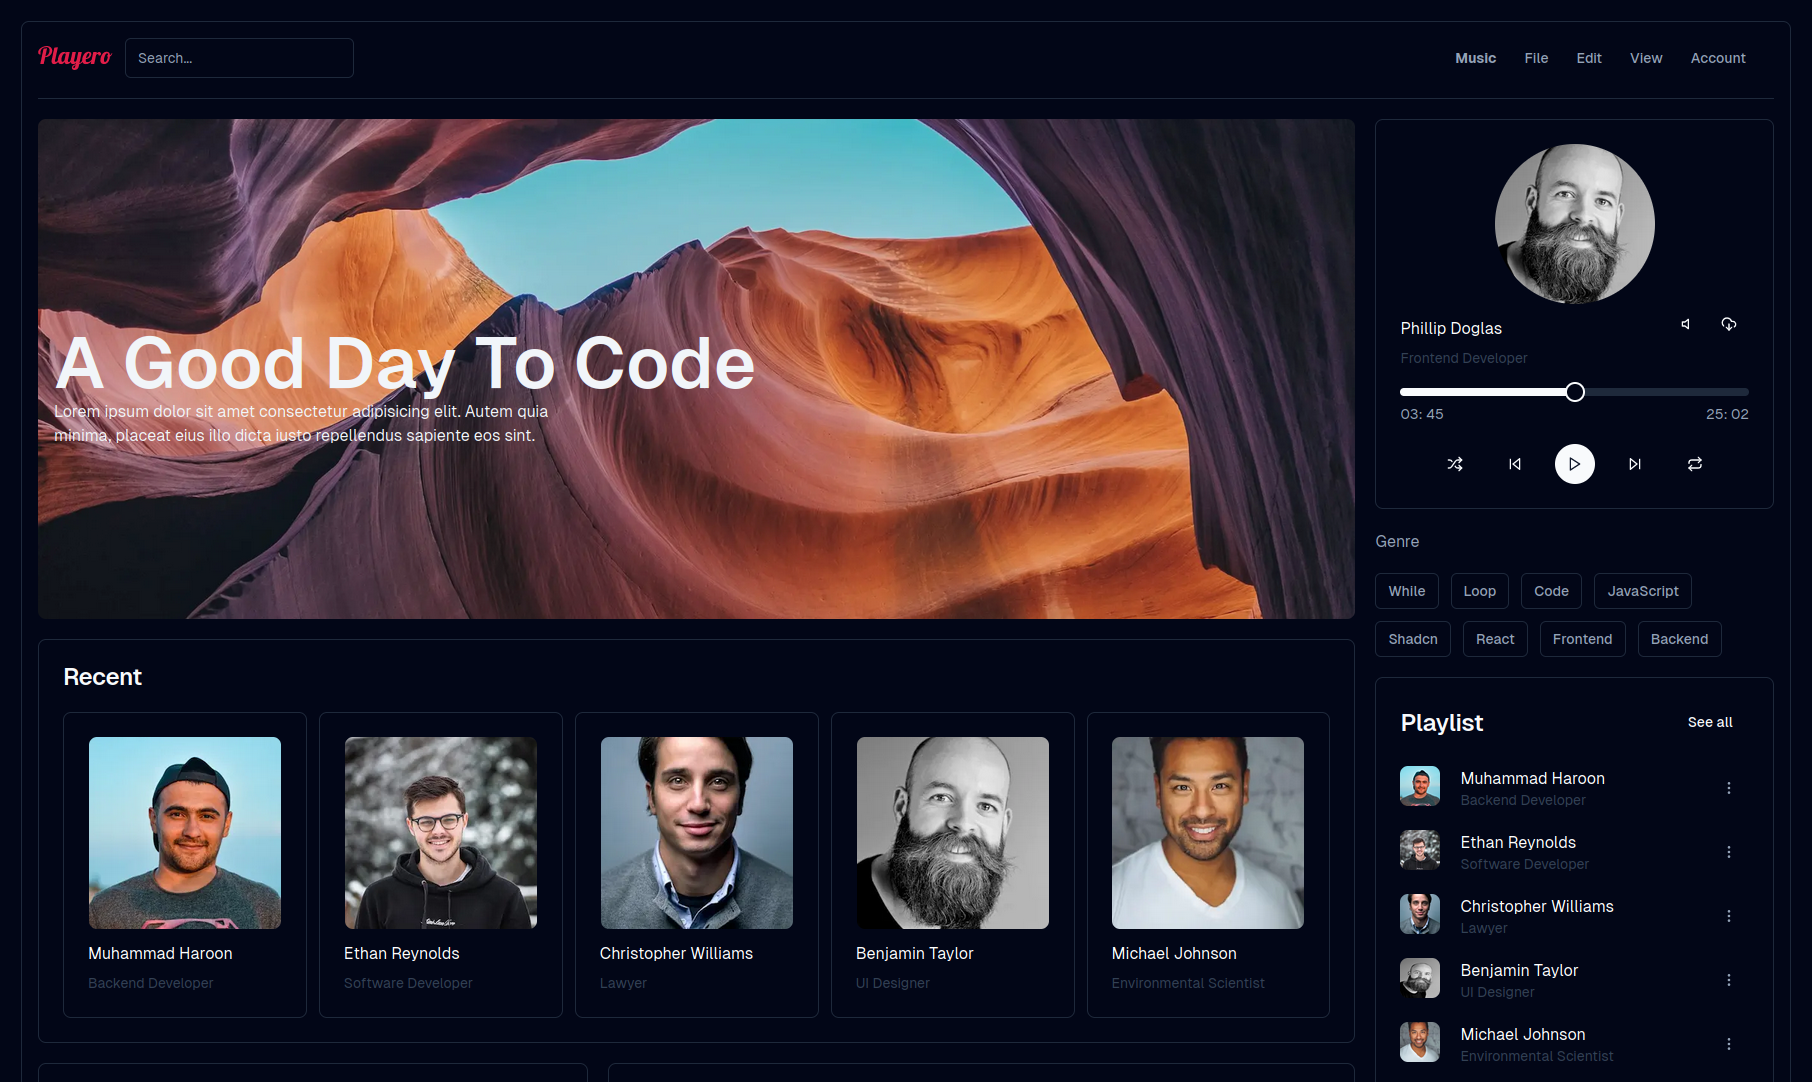 Playero
Search...
Music
File
Edit
View
Account
A Good Day To Code
Lorem ipsum dolor sit amet consectetur adipisicing elit. Autem quia
minima, placeat eius illo dicta iusto repellendus sapiente eos sint.
Phillip Doglas
Frontend Developer
03: 45
25: 02
Genre
While
Loop
Code
JavaScript
Shadcn
React
Frontend
Backend
Recent
Muhammad Haroon
Backend Developer
Ethan Reynolds
Software Developer
Christopher Williams
Lawyer
Benjamin Taylor
UI Designer
Michael Johnson
Environmental Scientist
Playlist
See all
Muhammad Haroon
Backend Developer
Ethan Reynolds
Software Developer
Christopher Williams
Lawyer
Benjamin Taylor
UI Designer
Michael Johnson
Environmental Scientist